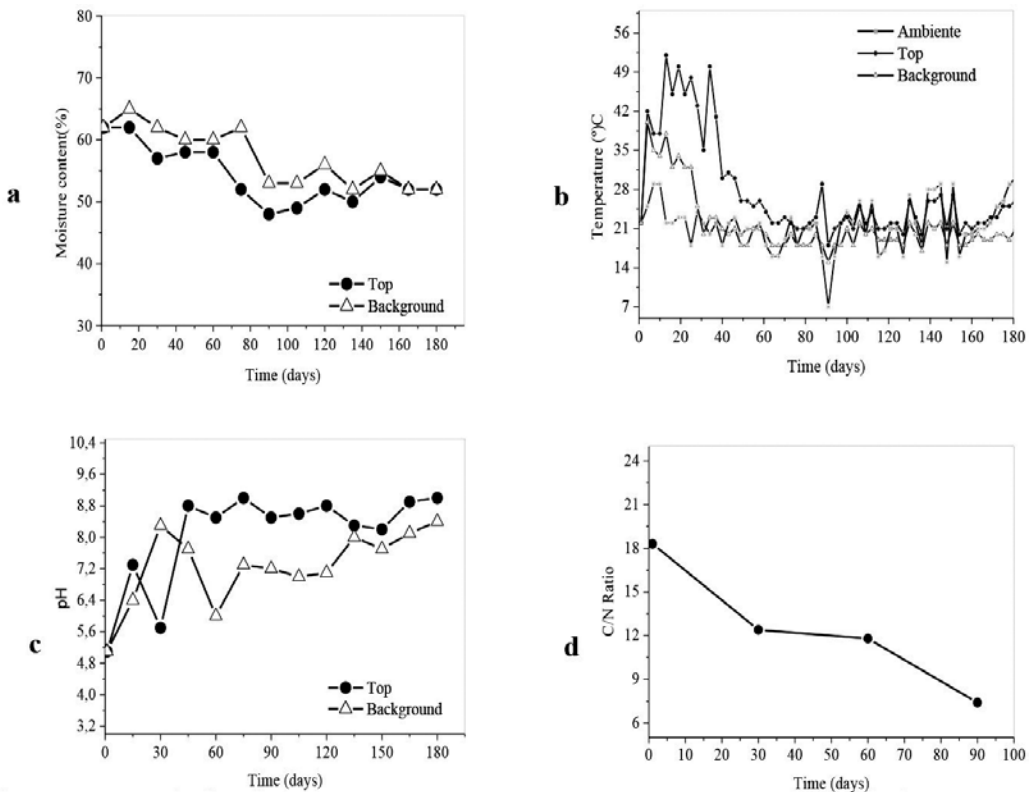 a
Moisture content(%)
80
70
60
50
40
30
0 20 40 60 80 100 120 140 160 180
Time (days)
Top
Background
b
Temperature (º)C
56
49
42
35
28
21
14
7
0 20 40 60 80 100 120 140 160 180
Time (days)
Ambiente
Top
Background
c
pH
10,4
9,6
8,8
8,0
7,2
6,4
5,6
4,8
4,0
3,2
0 30 60 90 120 150 180
Time (days)
Top
Background
d
C/N Ratio
24
21
18
15
12
9
6
0 10 20 30 40 50 60 70 80 90 100
Time (days)